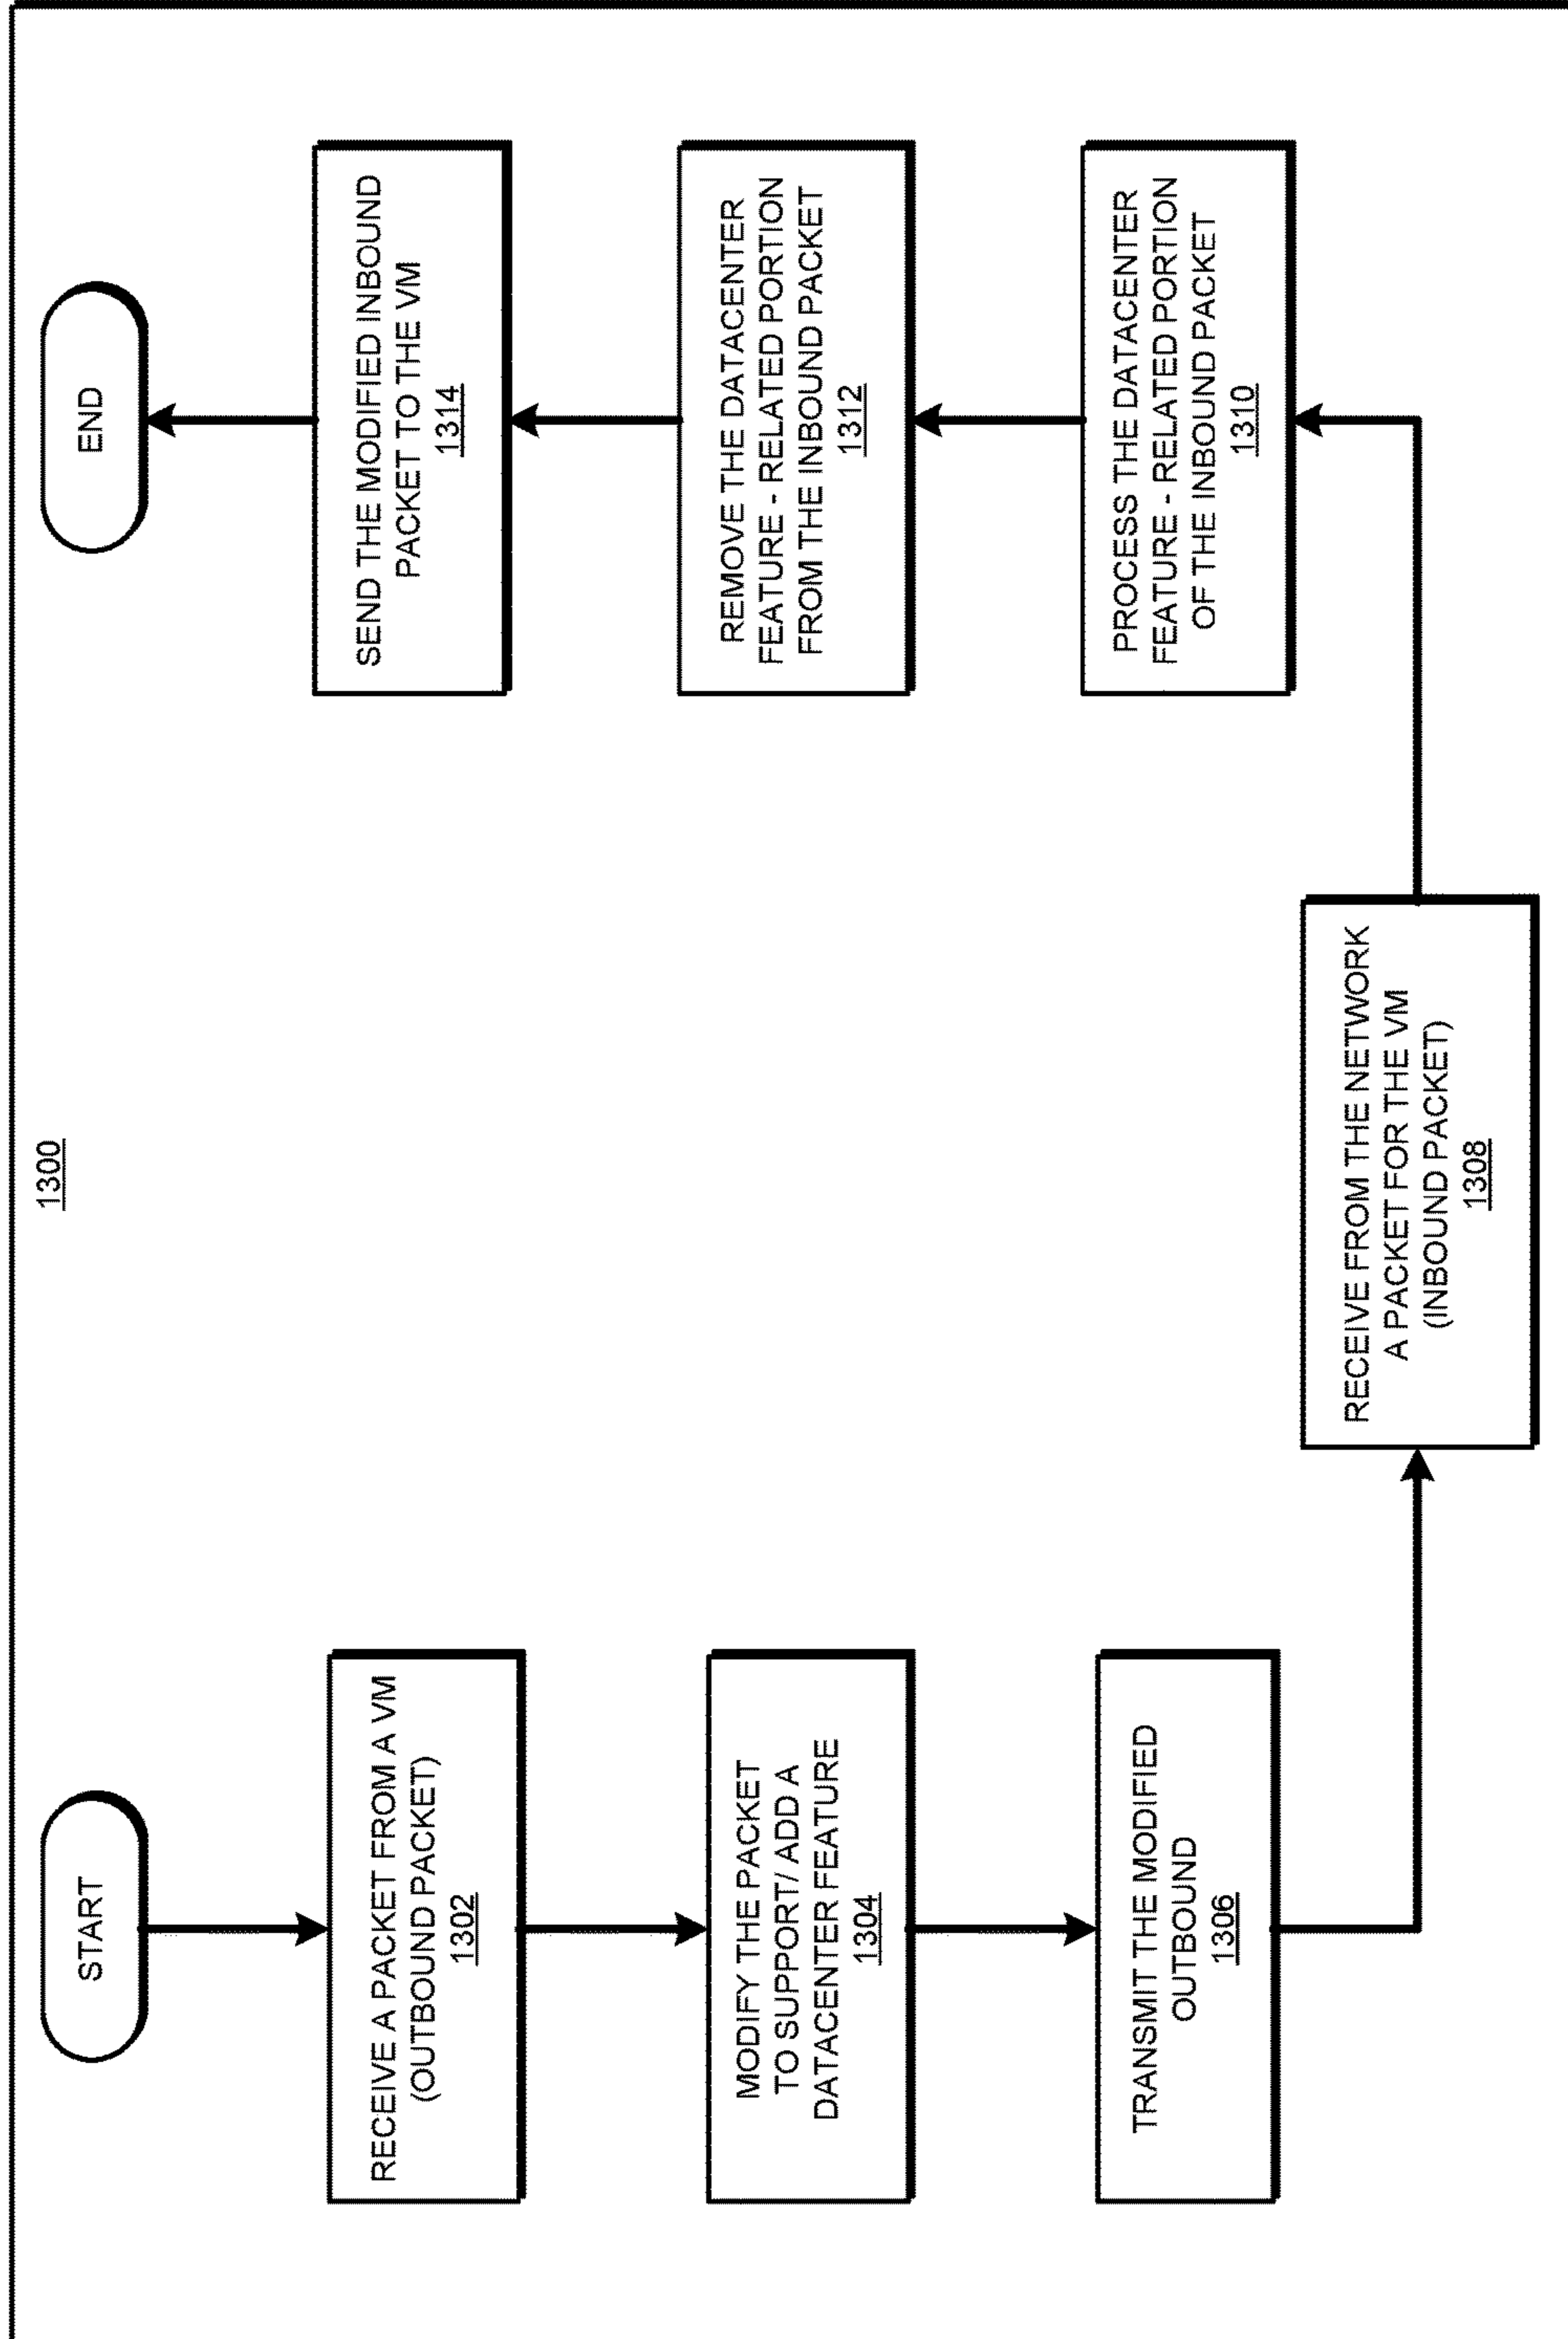 1300
START
RECEIVE A PACKET FROM A VM
(OUTBOUND PACKET)
1302
MODIFY THE PACKET
TO SUPPORT/ ADD A
DATACENTER FEATURE
1304
TRANSMIT THE MODIFIED
OUTBOUND
1306
RECEIVE FROM THE NETWORK
A PACKET FOR THE VM
(INBOUND PACKET)
1308
PROCESS THE DATACENTER
FEATURE - RELATED PORTION
OF THE INBOUND PACKET
1310
REMOVE THE DATACENTER
FEATURE - RELATED PORTION
FROM THE INBOUND PACKET
1312
SEND THE MODIFIED INBOUND
PACKET TO THE VM
1314
END